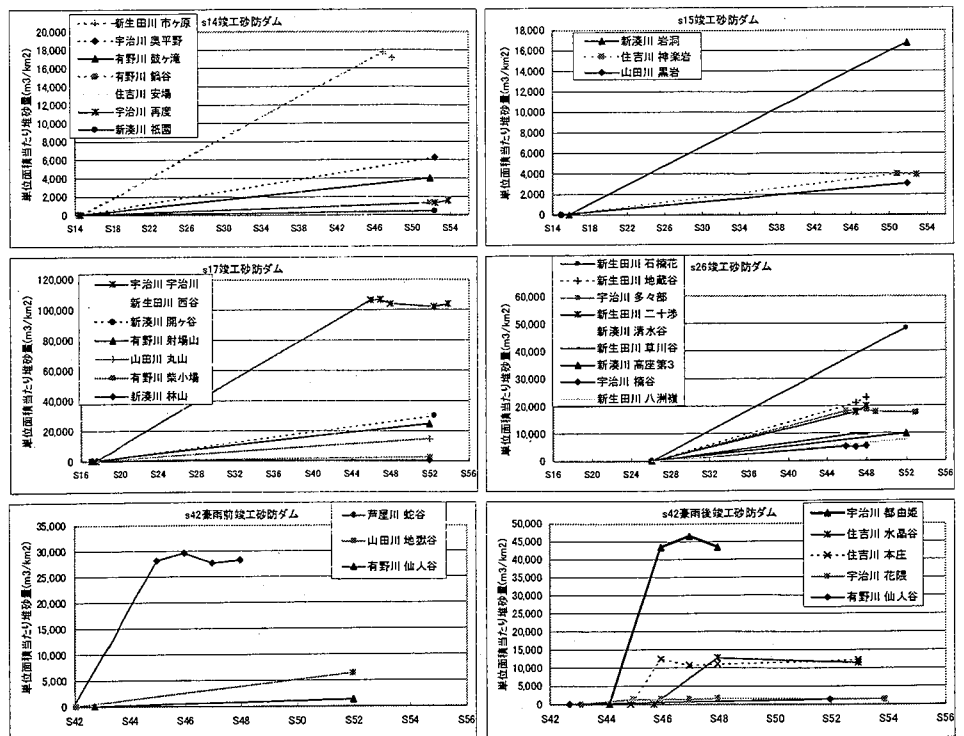 s14竣工砂防ダム
単位面積当たり堆砂量(m3/km2)
20,000
18,000
16,000
14,000
12,000
10,000
8,000
6,000
4,000
2,000
0
新生田川 市ヶ原
宇治川 奥平野
有野川 鼓ヶ滝
有野川 鶴谷
住吉川 安場
宇治川 再度
新湊川 祇園
S14 S18 S22 S26 S30 S34 S38 S42 S46 S50 S54
s15竣工砂防ダム
単位面積当たり堆砂量(m3/km2)
18,000
16,000
14,000
12,000
10,000
8,000
6,000
4,000
2,000
0
新湊川 岩洞
住吉川 神楽岩
山田川 黒岩
S14 S18 S22 S26 S30 S34 S38 S42 S46 S50 S54
s17竣工砂防ダム
単位面積当たり堆砂量(m3/km2)
120,000
100,000
80,000
60,000
40,000
20,000
0
宇治川 宇治川
新生田川 西谷
新湊川 開ヶ谷
有野川 射場山
山田川 丸山
有野川 柴小場
新湊川 林山
S16 S20 S24 S28 S32 S36 S40 S44 S48 S52 S56
s26竣工砂防ダム
単位面積当たり堆砂量(m3/km2)
60,000
50,000
40,000
30,000
20,000
10,000
0
新生田川 石楠花
新生田川 地蔵谷
宇治川 多々部
新生田川 二十渉
新湊川 清水谷
新生田川 草川谷
新湊川 高座第3
宇治川 楠谷
新生田川 八洲嶺
S16 S20 S24 S28 S32 S36 S40 S44 S48 S52 S56
s42豪雨前竣工砂防ダム
単位面積当たり堆砂量(m3/km2)
35,000
30,000
25,000
20,000
15,000
10,000
5,000
0
芦屋川 蛇谷
山田川 地嶽谷
有野川 仙人谷
S42 S44 S46 S48 S50 S52 S54 S56
s42豪雨後竣工砂防ダム
単位面積当たり堆砂量(m3/km2)
50,000
45,000
40,000
35,000
30,000
25,000
20,000
15,000
10,000
5,000
0
宇治川 都由姫
住吉川 水晶谷
住吉川 本庄
宇治川 花隈
有野川 仙人谷
S42 S44 S46 S48 S50 S52 S54 S56